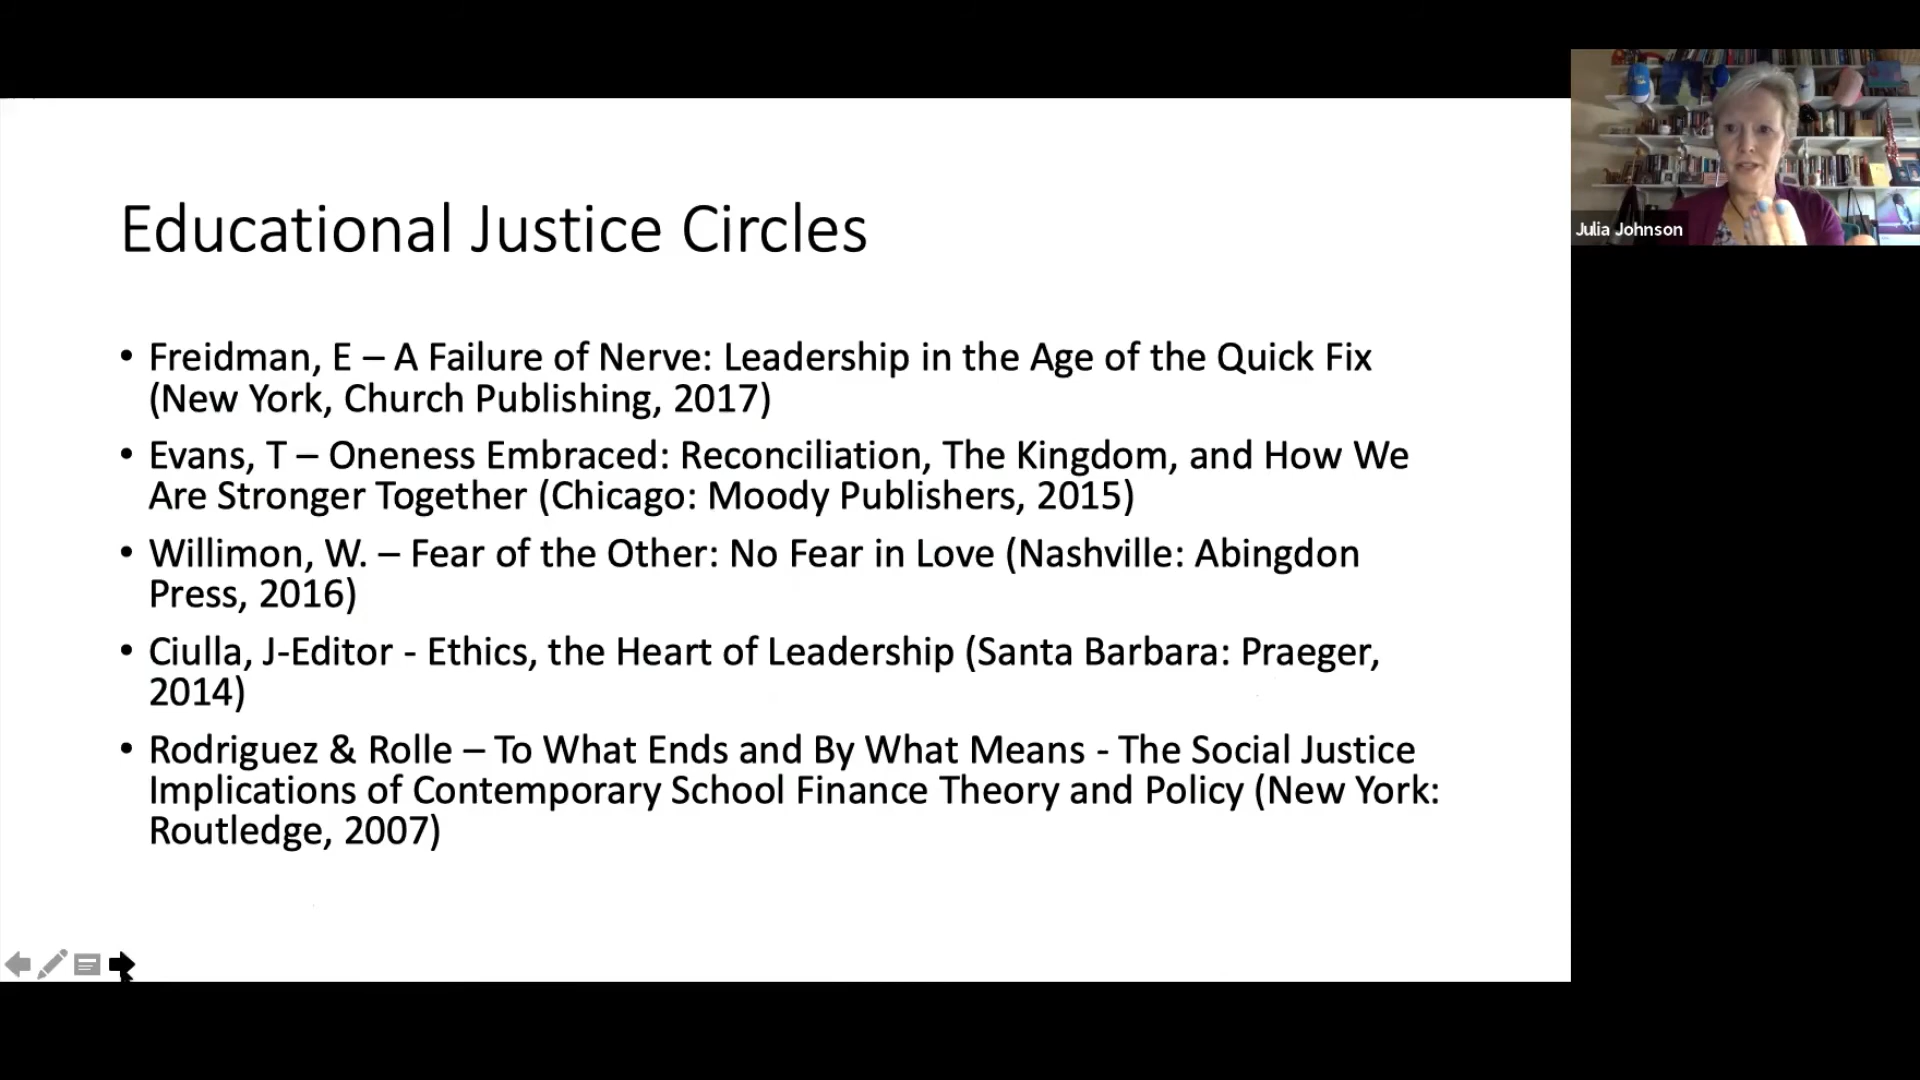 Educational Justice Circles
• Freidman, E – A Failure of Nerve: Leadership in the Age of the Quick Fix
(New York, Church Publishing, 2017)
• Evans, T – Oneness Embraced: Reconciliation, The Kingdom, and How We
Are Stronger Together (Chicago: Moody Publishers, 2015)
• Willimon, W. – Fear of the Other: No Fear in Love (Nashville: Abingdon
Press, 2016)
• Ciulla, J-Editor - Ethics, the Heart of Leadership (Santa Barbara: Praeger,
2014)
• Rodriguez & Rolle – To What Ends and By What Means - The Social Justice
Implications of Contemporary School Finance Theory and Policy (New York:
Routledge, 2007)
Julia Johnson